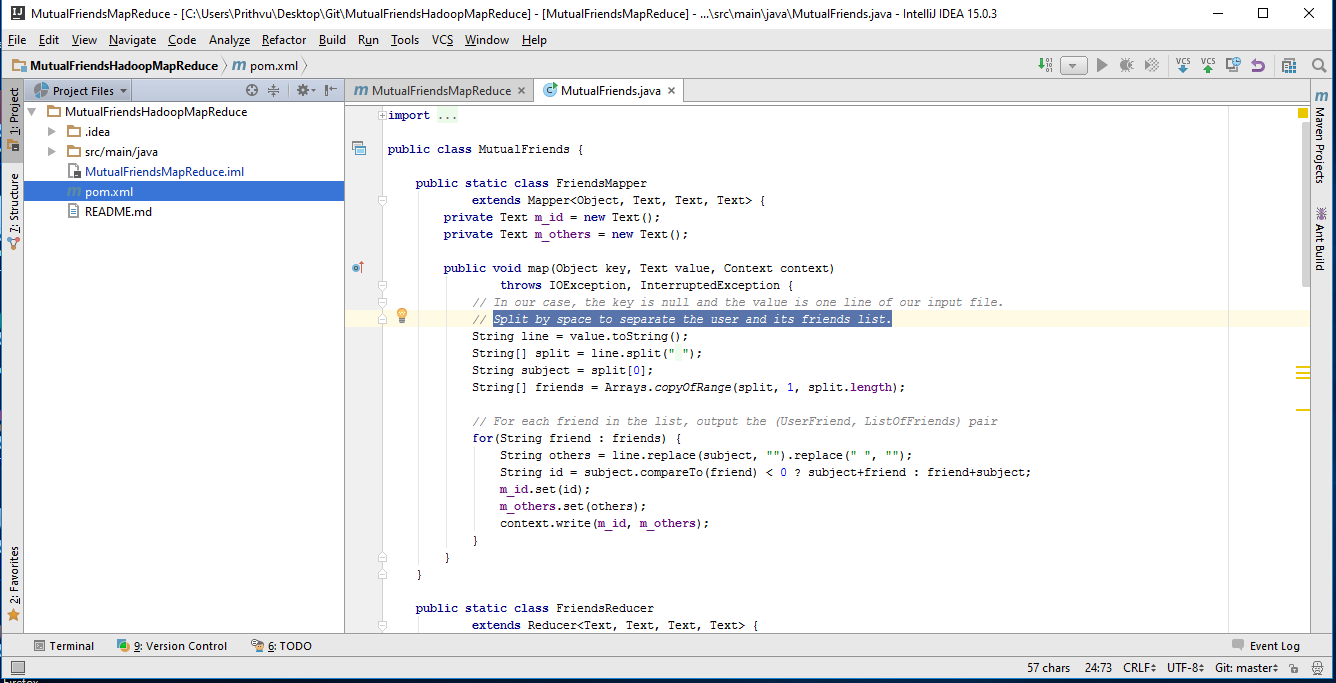 MutualFriendsMapReduce - [C:\Users\Prithvu\Desktop\Git\MutualFriendsHadoopMapReduce] - [MutualFriendsMapReduce] - ...\src\main\java\MutualFriends.java - IntelliJ IDEA 15.0.3
File Edit View Navigate Code Analyze Refactor Build Run Tools VCS Window Help
MutualFriendsHadoopMapReduce m pom.xml
VCS VCS
Project Files
m MutualFriendsMapReduce
MutualFriends.java
1: Project
7: Structure
2: Favorites
MutualFriendsHadoopMapReduce
.idea
src/main/java
MutualFriendsMapReduce.iml
m pom.xml
README.md
import ...
public class MutualFriends {
public static class FriendsMapper
extends Mapper<Object, Text, Text, Text> {
private Text m_id = new Text();
private Text m_others = new Text();
public void map(Object key, Text value, Context context)
throws IOException, InterruptedException {
// In our case, the key is null and the value is one line of our input file.
// Split by space to separate the user and its friends list.
String line = value.toString();
String[] split = line.split(" ");
String subject = split[0];
String[] friends = Arrays.copyOfRange(split, 1, split.length);
// For each friend in the list, output the (UserFriend, ListOfFriends) pair
for(String friend : friends) {
String others = line.replace(subject, "").replace(" ", "");
String id = subject.compareTo(friend) < 0 ? subject+friend : friend+subject;
m_id.set(id);
m_others.set(others);
context.write(m_id, m_others);
}
}
}
public static class FriendsReducer
extends Reducer<Text, Text, Text, Text> {
m Maven Projects
Ant Build
Terminal 9: Version Control 6: TODO Event Log
57 chars 24:73 CRLF UTF-8 Git: master